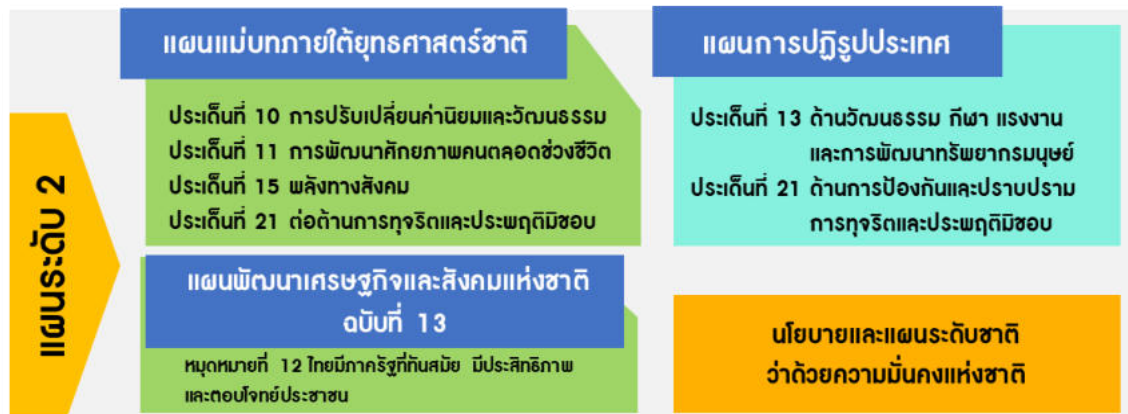 แผนระดับ 2
แผนแม่บทภายใต้ยุทธศาสตร์ชาติ
ประเด็นที่ 10 การปรับเปลี่ยนค่านิยมและวัฒนธรรม
ประเด็นที่ 11 การพัฒนาศักยภาพคนตลอดช่วงชีวิต
ประเด็นที่ 15 พลังทางสังคม
ประเด็นที่ 21 ต่อต้านการทุจริตและประพฤติมิชอบ
แผนการปฏิรูปประเทศ
ประเด็นที่ 13 ด้านวัฒนธรรม กีฬา แรงงาน
และการพัฒนาทรัพยากรมนุษย์
ประเด็นที่ 21 ด้านการป้องกันและปราบปราม
การทุจริตและประพฤติมิชอบ
แผนพัฒนาเศรษฐกิจและสังคมแห่งชาติ
ฉบับที่ 13
หมุดหมายที่ 12 ไทยมีภาครัฐที่ทันสมัย มีประสิทธิภาพ
และตอบโจทย์ประชาชน
นโยบายและแผนระดับชาติ
ว่าด้วยความมั่นคงแห่งชาติ